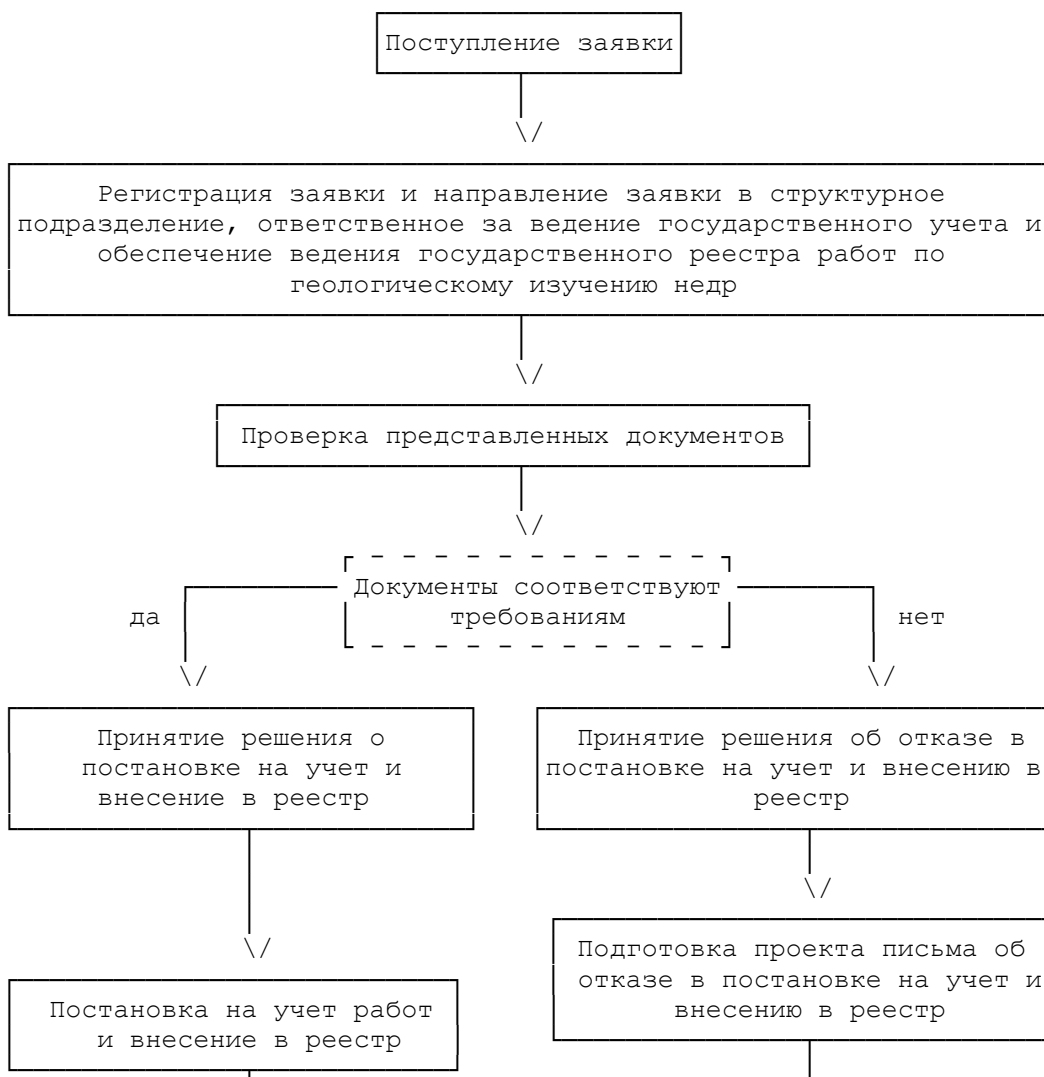 Поступление заявки
Регистрация заявки и направление заявки в структурное
подразделение, ответственное за ведение государственного учета и
обеспечение ведения государственного реестра работ по
геологическому изучению недр
Проверка представленных документов
Документы соответствуют
требованиям
да
нет
Принятие решения о
постановке на учет и
внесение в реестр
Принятие решения об отказе в
постановке на учет и внесению в
реестр
Подготовка проекта письма об
отказе в постановке на учет и
внесению в реестр
Постановка на учет работ
и внесение в реестр